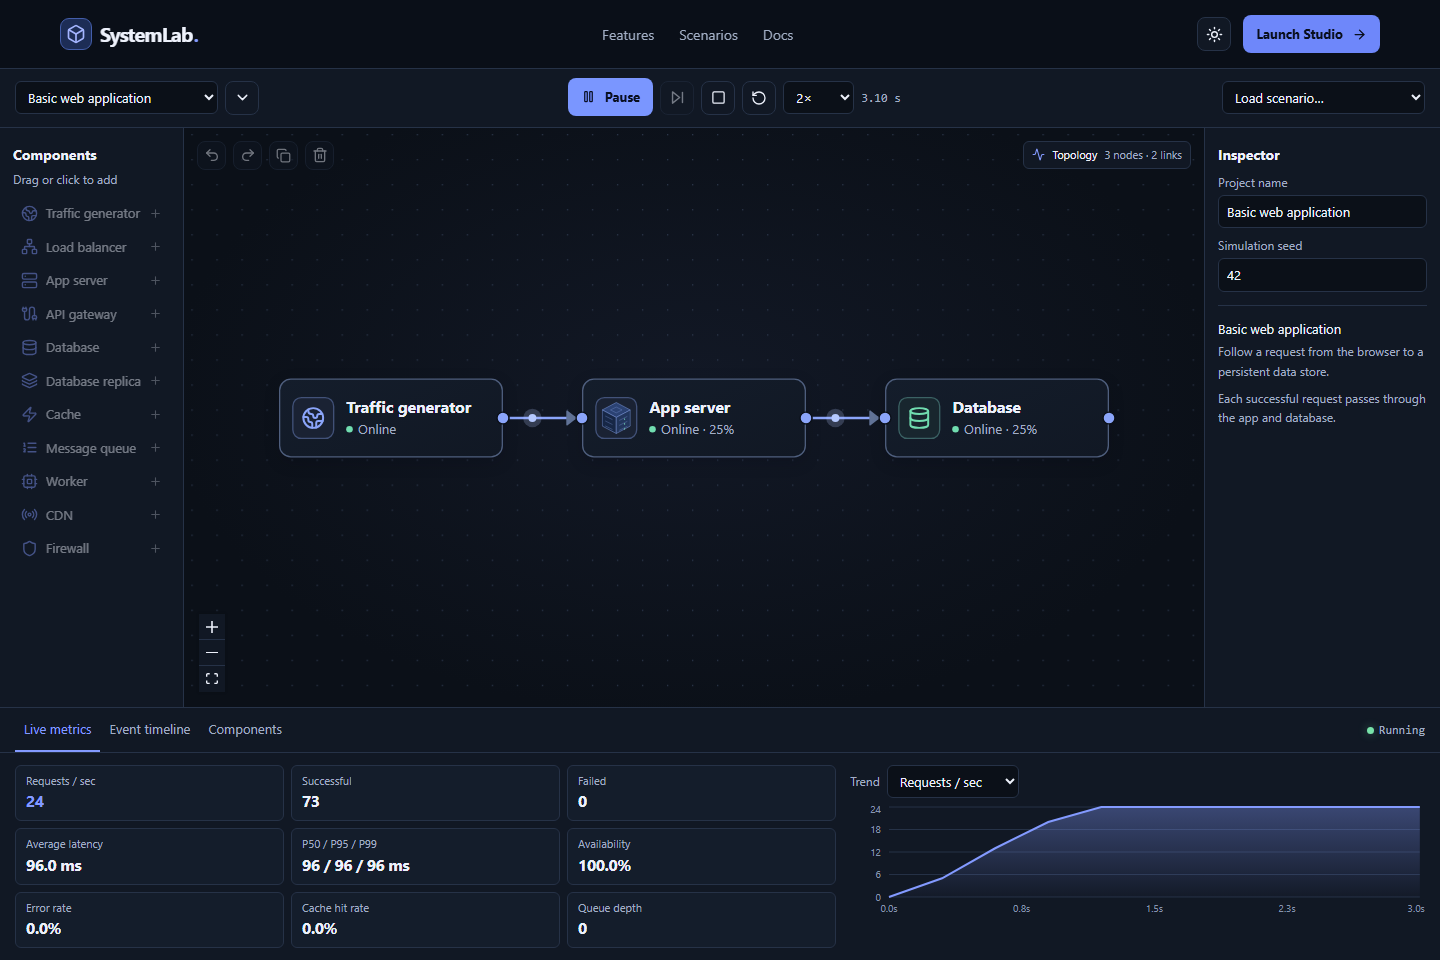 SystemLab.
Features
Scenarios
Docs
Launch Studio
Basic web application
Pause
2×
3.10 s
Load scenario...
Components
Drag or click to add
Traffic generator
Load balancer
App server
API gateway
Database
Database replica
Cache
Message queue
Worker
CDN
Firewall
Topology 3 nodes · 2 links
Traffic generator
Online
App server
Online · 25%
Database
Online · 25%
Inspector
Project name
Basic web application
Simulation seed
42
Basic web application
Follow a request from the browser to a
persistent data store.
Each successful request passes through
the app and database.
Live metrics
Event timeline
Components
Running
Requests / sec
24
Successful
73
Failed
0
Average latency
96.0 ms
P50 / P95 / P99
96 / 96 / 96 ms
Availability
100.0%
Error rate
0.0%
Cache hit rate
0.0%
Queue depth
0
Trend
Requests / sec
24
18
12
6
0
0.0s
0.8s
1.5s
2.3s
3.0s